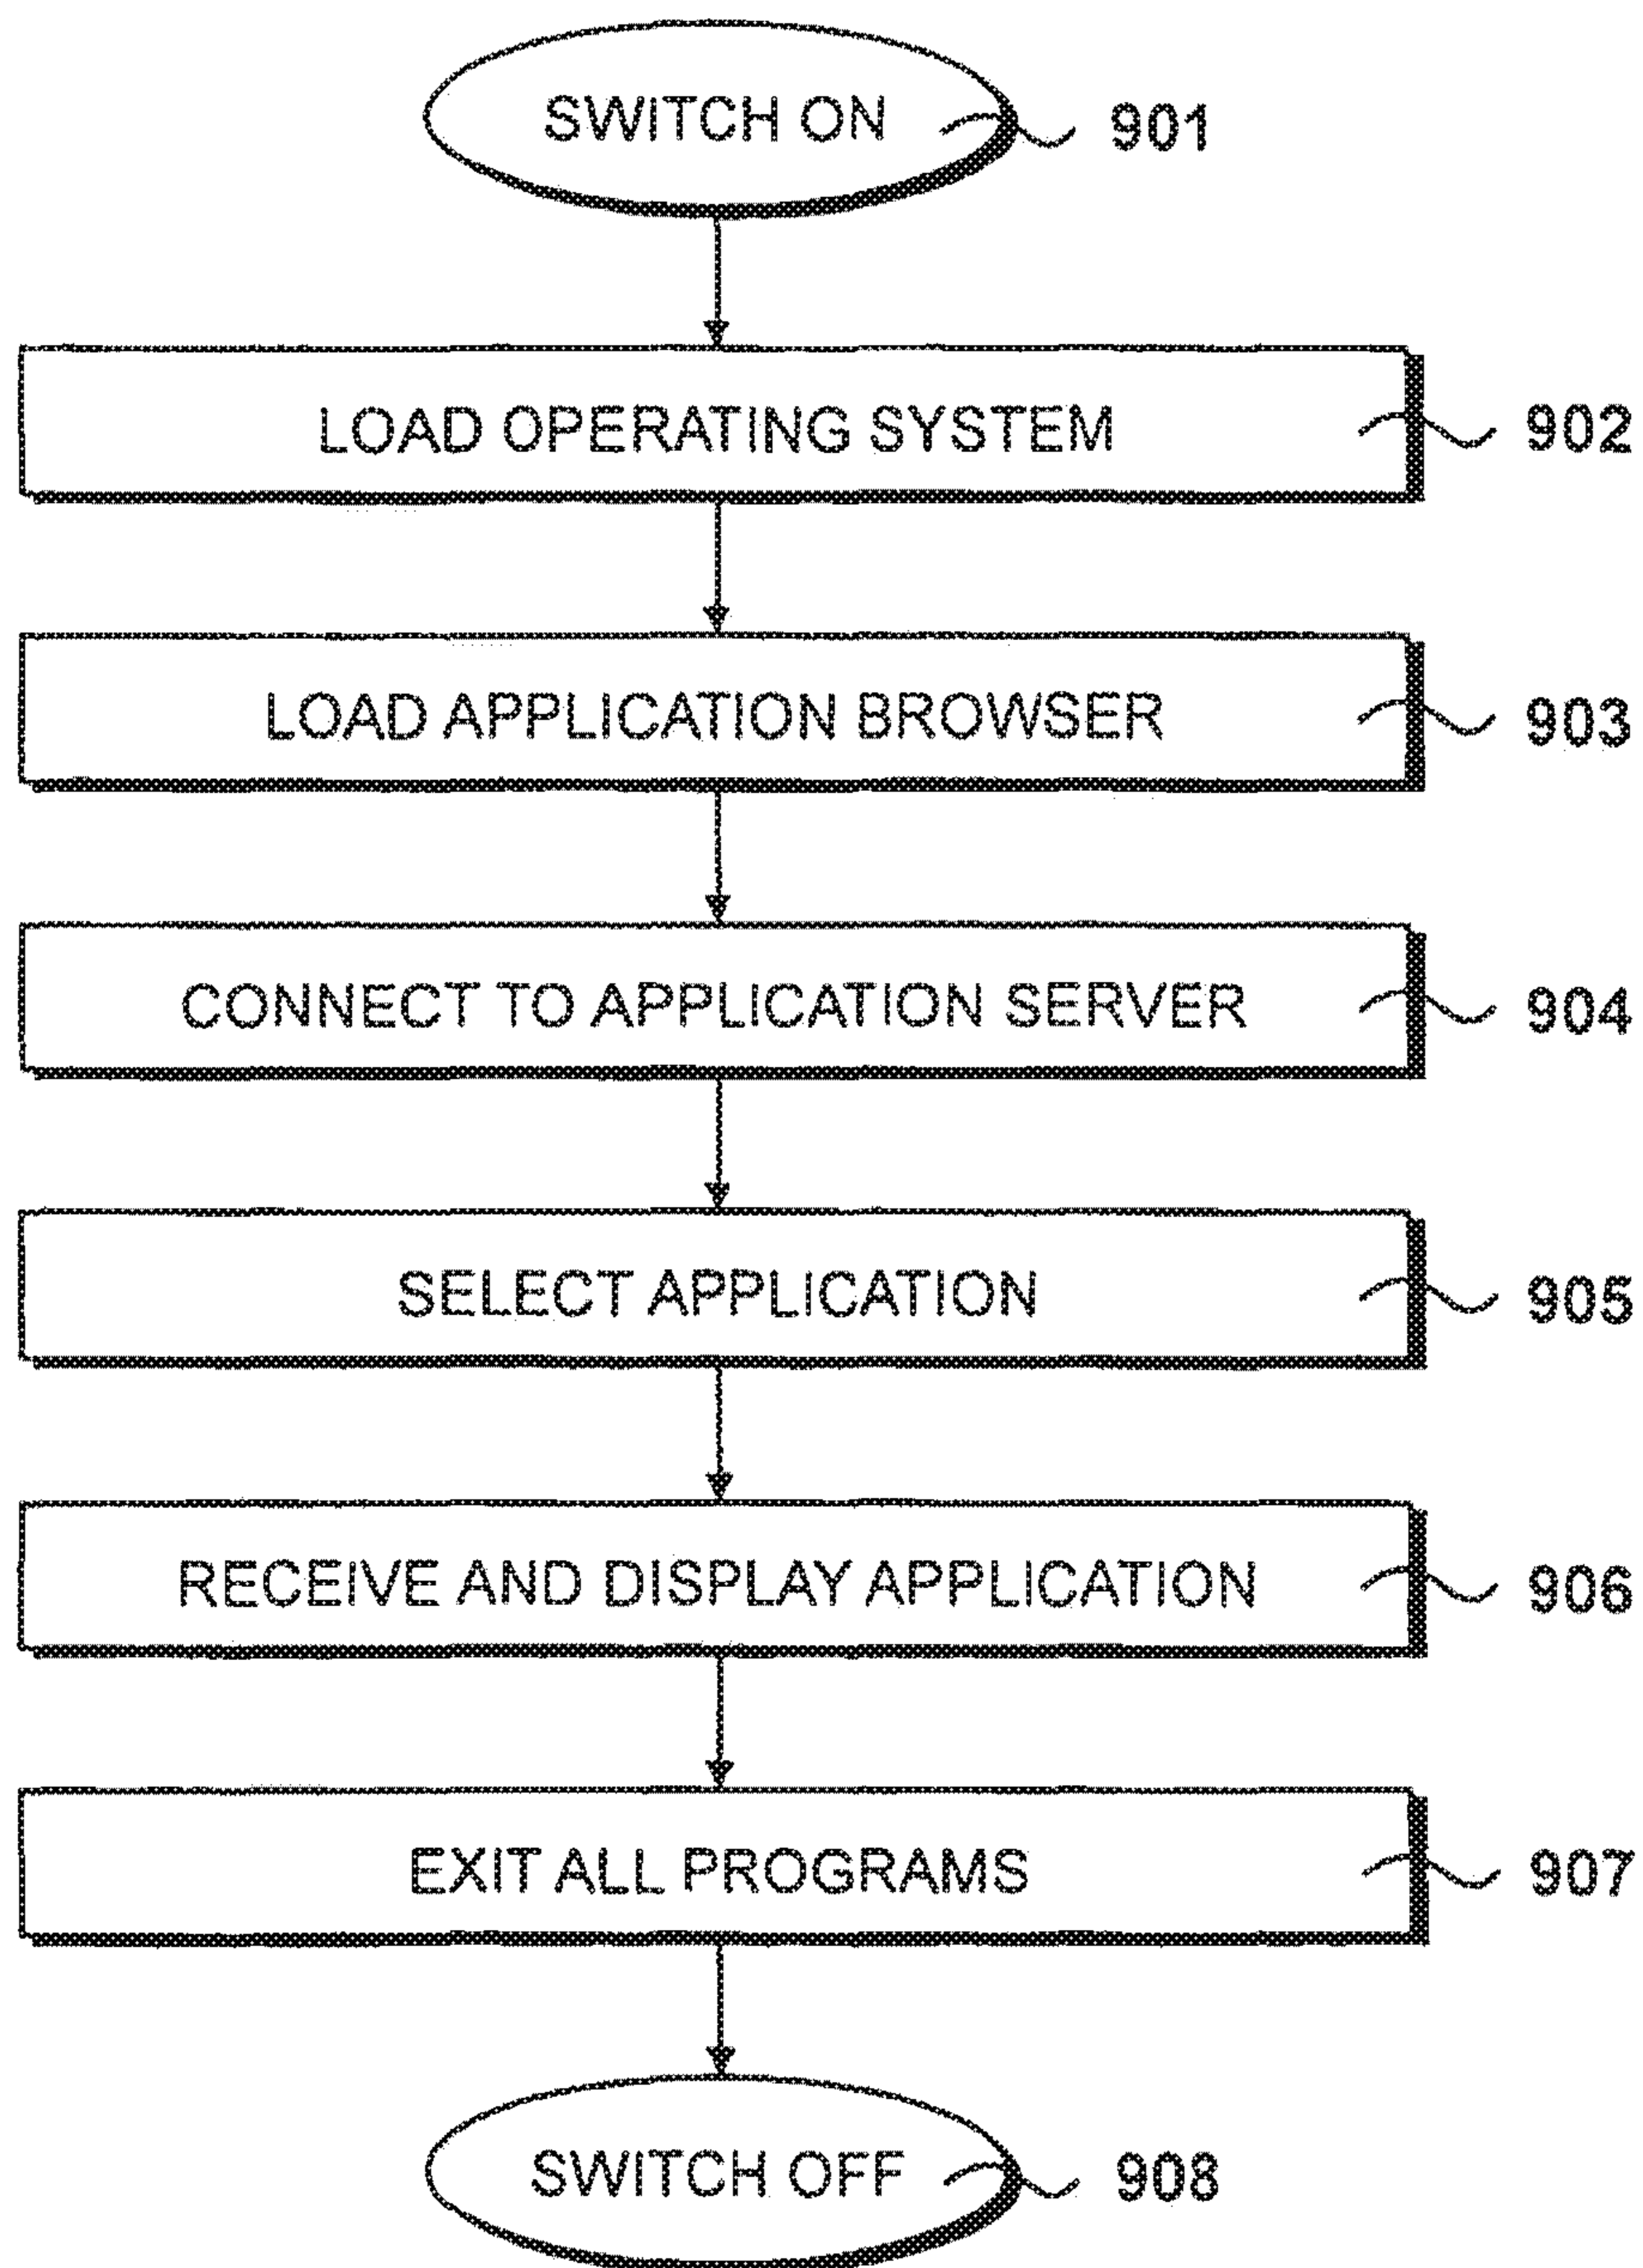 SWITCH ON 901
LOAD OPERATING SYSTEM 902
LOAD APPLICATION BROWSER 903
CONNECT TO APPLICATION SERVER 904
SELECT APPLICATION 905
RECEIVE AND DISPLAY APPLICATION 906
EXIT ALL PROGRAMS 907
SWITCH OFF 908